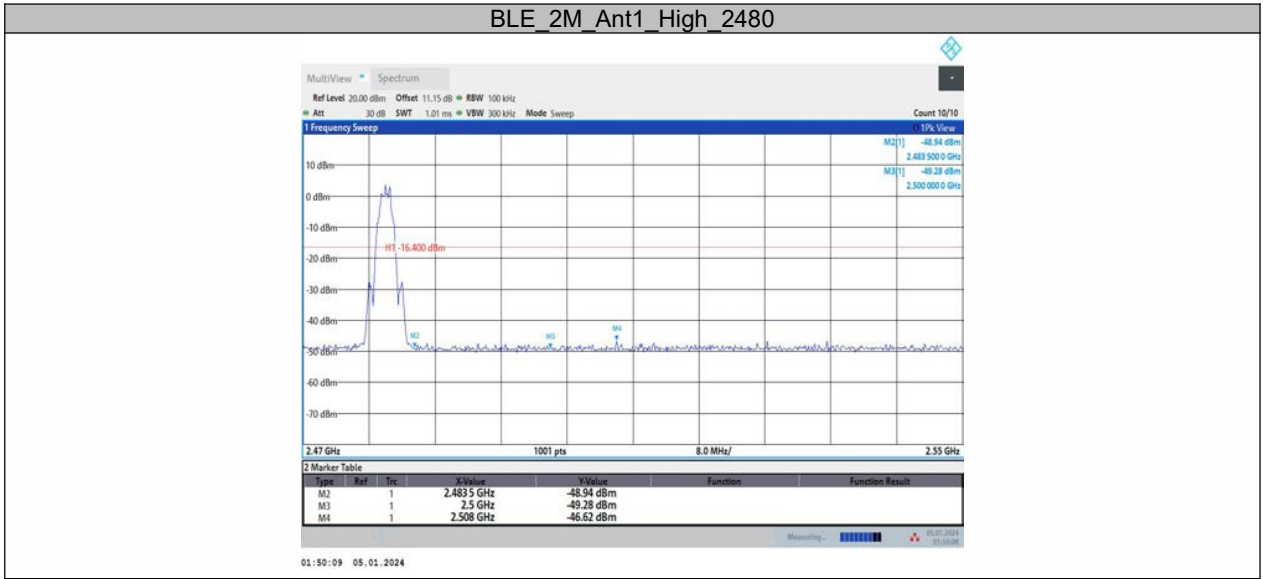 BLE_2M_Ant1_High_2480
MultiView Spectrum
Ref Level 20.00 dBm Offset 11.15 dB RBW 100 kHz
Att 30 dB SWT 1.01 ms VBW 300 kHz Mode Sweep Count 10/10
1 Frequency Sweep 1Pk View
M2[1] -48.94 dBm
2.483 500 0 GHz
10 dBm
M3[1] -49.28 dBm
2.500 000 0 GHz
0 dBm
-10 dBm
H1 -16.400 dBm
-20 dBm
-30 dBm
-40 dBm
M2 M3 M4
-50 dBm
-60 dBm
-70 dBm
2.47 GHz 1001 pts 8.0 MHz/ 2.55 GHz
2 Marker Table
Type Ref Trc X-Value Y-Value Function Function Result
M2 1 2.4835 GHz -48.94 dBm
M3 1 2.5 GHz -49.28 dBm
M4 1 2.508 GHz -46.62 dBm
Measuring... 05.01.2024
01:50:08
01:50:09 05.01.2024